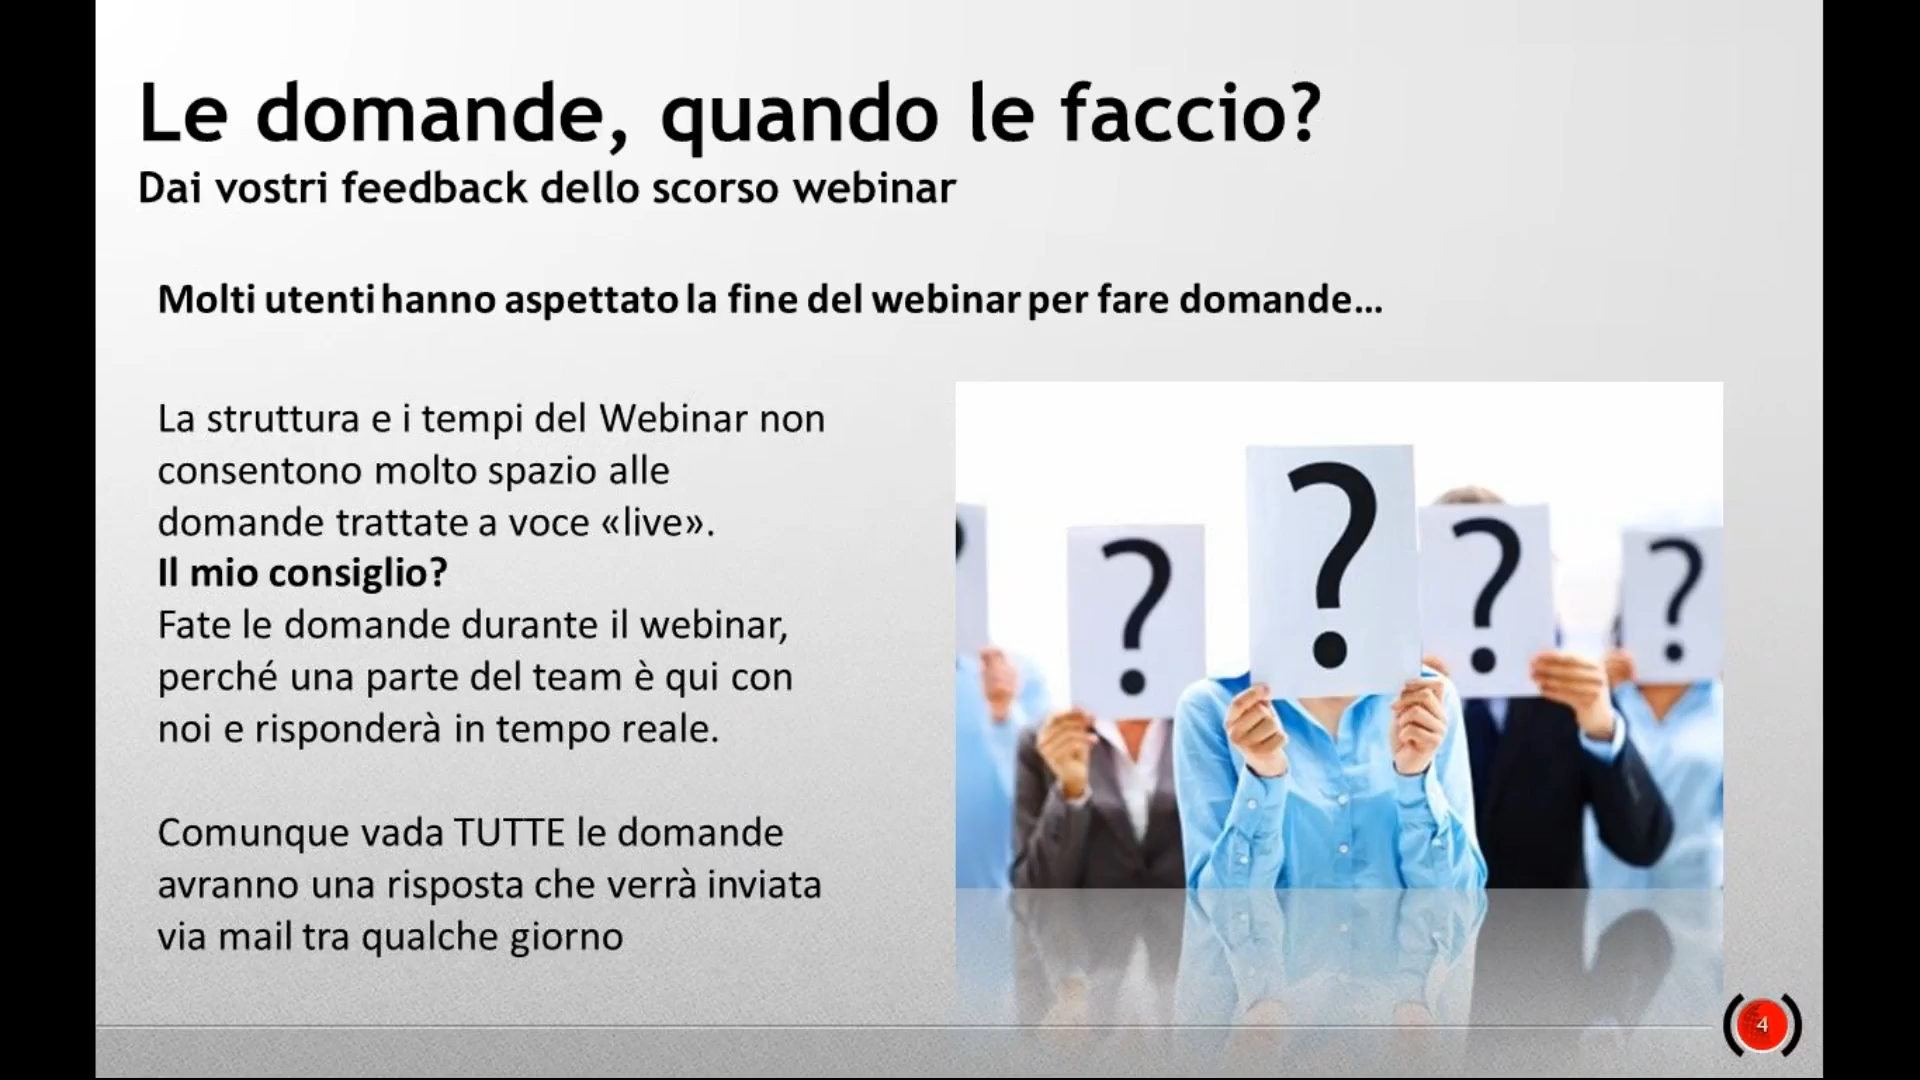 Le domande, quando le faccio?
Dai vostri feedback dello scorso webinar
Molti utenti hanno aspettato la fine del webinar per fare domande...
La struttura e i tempi del Webinar non
consentono molto spazio alle
domande trattate a voce «live».
Il mio consiglio?
Fate le domande durante il webinar,
perché una parte del team è qui con
noi e risponderà in tempo reale.
Comunque vada TUTTE le domande
avranno una risposta che verrà inviata
via mail tra qualche giorno
?
?
?
?
?
4